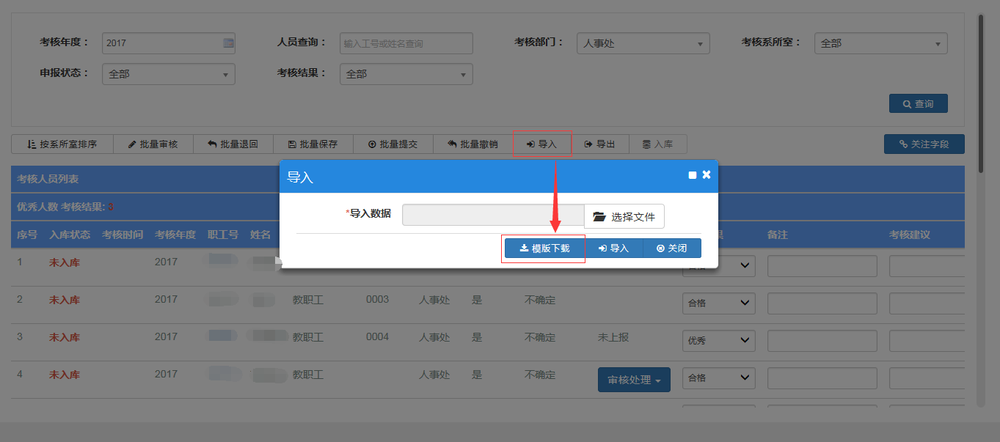 考核年度： 2017 人员查询： 输入工号或姓名查询 考核部门： 人事处 考核系所室： 全部
申报状态： 全部 考核结果： 全部
查询
按系所室排序 批量审核 批量退回 批量保存 批量提交 批量撤销 导入 导出 入库 关注字段
导入
考核人员列表
优秀人数 考核结果: 3
*导入数据 选择文件
序号 入库状态 考核时间 考核年度 职工号 姓名 备注 考核建议
模版下载 导入 关闭
1 未入库 2017
2 未入库 2017 教职工 0003 人事处 是 不确定 合格
3 未入库 2017 教职工 0004 人事处 是 不确定 未上报 优秀
4 未入库 2017 教职工 人事处 是 不确定 审核处理 合格